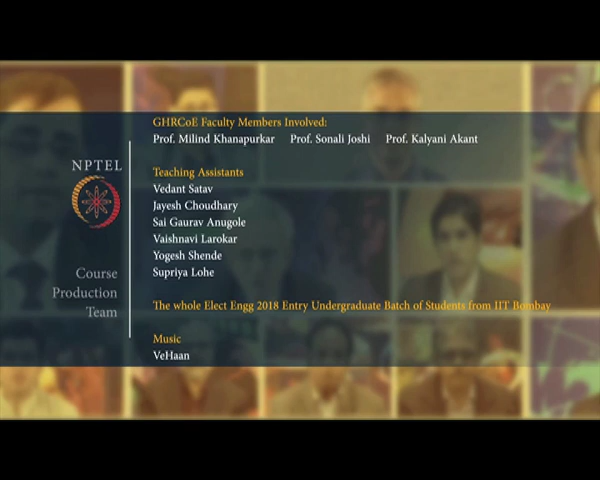 GHRCoE Faculty Members Involved:
Prof. Milind Khanapurkar Prof. Sonali Joshi Prof. Kalyani Akant
NPTEL
Teaching Assistants
Vedant Satav
Jayesh Choudhary
Sai Gaurav Anugole
Vaishnavi Larokar
Yogesh Shende
Supriya Lohe
Course
Production
Team
The whole Elect Engg 2018 Entry Undergraduate Batch of Students from IIT Bombay
Music
VeHaan